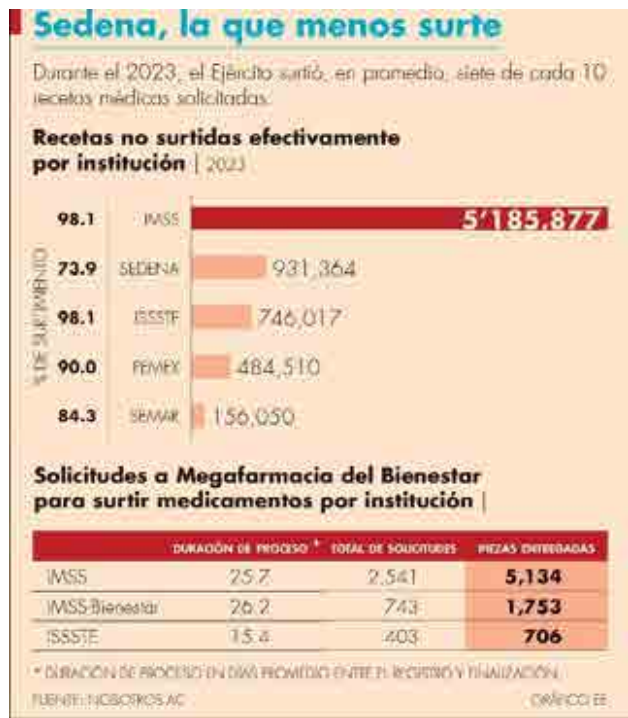 Sedena, la que menos surte
Durante el 2023, el Ejército surtió, en promedio, siete de cada 10
recetas médicas solicitadas.
Recetas no surtidas efectivamente
por institución | 2023
% DE SURTIMIENTO
98.1 IMSS 5'185,877
73.9 SEDENA 931,364
98.1 ISSSTE 746,017
90.0 PEMEX 484,510
84.3 SEMAR 156,050
Solicitudes a Megafarmacia del Bienestar
para surtir medicamentos por institución |
DURACIÓN DE PROCESO * TOTAL DE SOLICITUDES PIEZAS ENTREGADAS
IMSS 25.7 2,541 5,134
IMSS-Bienestar 26.2 743 1,753
ISSSTE 15.4 403 706
* DURACIÓN DE PROCESO EN DÍAS PROMEDIO ENTRE EL REGISTRO Y FINALIZACIÓN.
FUENTE: NOSOTROS AC GRÁFICO EE